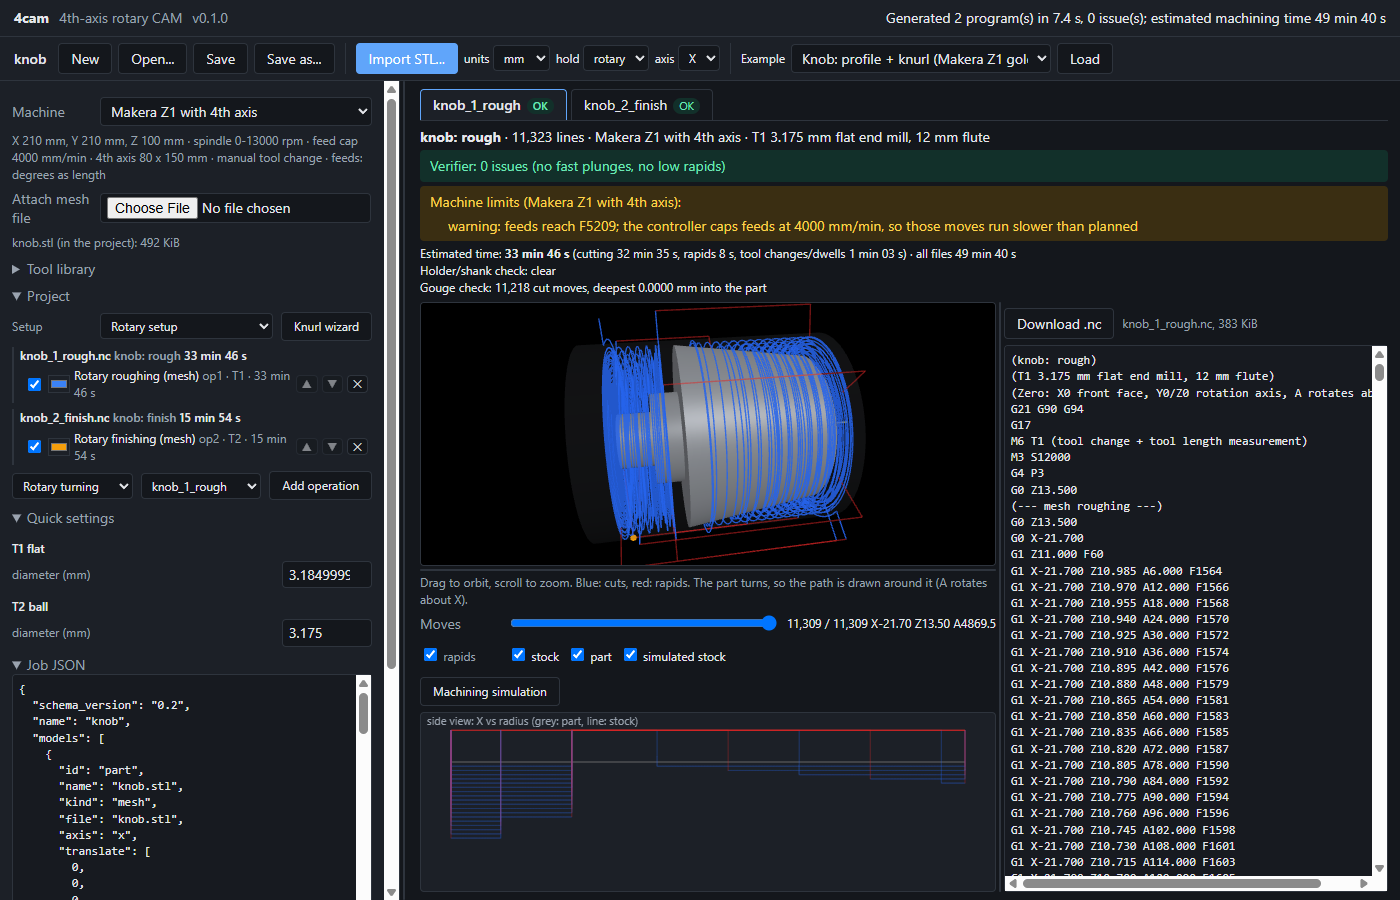 4cam 4th-axis rotary CAM v0.1.0
Generated 2 program(s) in 7.4 s, 0 issue(s); estimated machining time 49 min 40 s
knob New Open... Save Save as... Import STL... units mm hold rotary axis X Example Knob: profile + knurl (Makera Z1 gol Load
Machine Makera Z1 with 4th axis
X 210 mm, Y 210 mm, Z 100 mm · spindle 0-13000 rpm · feed cap
4000 mm/min · 4th axis 80 x 150 mm · manual tool change · feeds:
degrees as length
Attach mesh file Choose File No file chosen
knob.stl (in the project): 492 KiB
Tool library
Project
Setup Rotary setup Knurl wizard
knob_1_rough.nc knob: rough 33 min 46 s
Rotary roughing (mesh) op1 · T1 · 33 min
46 s
knob_2_finish.nc knob: finish 15 min 54 s
Rotary finishing (mesh) op2 · T2 · 15 min
54 s
Rotary turning knob_1_rough Add operation
Quick settings
T1 flat
diameter (mm) 3.1849999
T2 ball
diameter (mm) 3.175
Job JSON
{
"schema_version": "0.2",
"name": "knob",
"models": [
{
"id": "part",
"name": "knob.stl",
"kind": "mesh",
"file": "knob.stl",
"axis": "x",
"translate": [
0,
0,
knob_1_rough OK knob_2_finish OK
knob: rough · 11,323 lines · Makera Z1 with 4th axis · T1 3.175 mm flat end mill, 12 mm flute
Verifier: 0 issues (no fast plunges, no low rapids)
Machine limits (Makera Z1 with 4th axis):
warning: feeds reach F5209; the controller caps feeds at 4000 mm/min, so those moves run slower than planned
Estimated time: 33 min 46 s (cutting 32 min 35 s, rapids 8 s, tool changes/dwells 1 min 03 s) · all files 49 min 40 s
Holder/shank check: clear
Gouge check: 11,218 cut moves, deepest 0.0000 mm into the part
Drag to orbit, scroll to zoom. Blue: cuts, red: rapids. The part turns, so the path is drawn around it (A rotates
about X).
Moves 11,309 / 11,309 X-21.70 Z13.50 A4869.5
rapids stock part simulated stock
Machining simulation
side view: X vs radius (grey: part, line: stock)
Download .nc knob_1_rough.nc, 383 KiB
(knob: rough)
(T1 3.175 mm flat end mill, 12 mm flute)
(Zero: X0 front face, Y0/Z0 rotation axis, A rotates ab
G21 G90 G94
G17
M6 T1 (tool change + tool length measurement)
M3 S12000
G4 P3
G0 Z13.500
(--- mesh roughing ---)
G0 Z13.500
G0 X-21.700
G1 Z11.000 F60
G1 X-21.700 Z10.985 A6.000 F1564
G1 X-21.700 Z10.970 A12.000 F1566
G1 X-21.700 Z10.955 A18.000 F1568
G1 X-21.700 Z10.940 A24.000 F1570
G1 X-21.700 Z10.925 A30.000 F1572
G1 X-21.700 Z10.910 A36.000 F1574
G1 X-21.700 Z10.895 A42.000 F1576
G1 X-21.700 Z10.880 A48.000 F1579
G1 X-21.700 Z10.865 A54.000 F1581
G1 X-21.700 Z10.850 A60.000 F1583
G1 X-21.700 Z10.835 A66.000 F1585
G1 X-21.700 Z10.820 A72.000 F1587
G1 X-21.700 Z10.805 A78.000 F1590
G1 X-21.700 Z10.790 A84.000 F1592
G1 X-21.700 Z10.775 A90.000 F1594
G1 X-21.700 Z10.760 A96.000 F1596
G1 X-21.700 Z10.745 A102.000 F1598
G1 X-21.700 Z10.730 A108.000 F1601
G1 X-21.700 Z10.715 A114.000 F1603